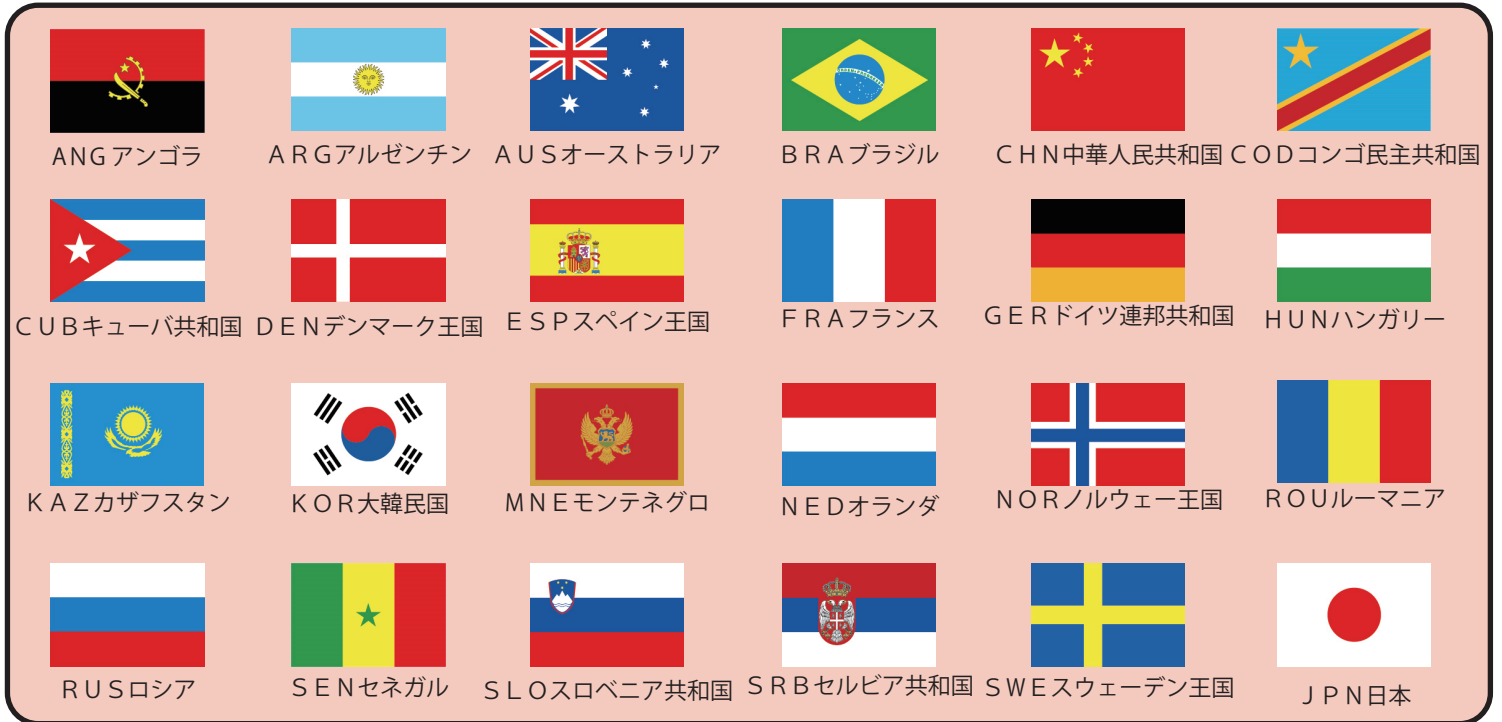 ANGアンゴラ
ARGアルゼンチン
AUSオーストラリア
BRAブラジル
CHN中華人民共和国
CODコンゴ民主共和国
CUBキューバ共和国
DENデンマーク王国
ESPスペイン王国
FRAフランス
GERドイツ連邦共和国
HUNハンガリー
KAZカザフスタン
KOR大韓民国
MNEモンテネグロ
NEDオランダ
NORノルウェー王国
ROUルーマニア
RUSロシア
SENセネガル
SLOスロベニア共和国
SRBセルビア共和国
SWEスウェーデン王国
JPN日本